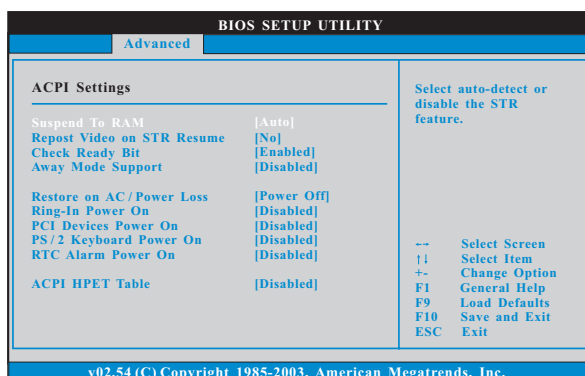 BIOS SETUP UTILITY
Advanced
ACPI Settings
Suspend To RAM [Auto]
Repost Video on STR Resume [No]
Check Ready Bit [Enabled]
Away Mode Support [Disabled]
Restore on AC / Power Loss [Power Off]
Ring-In Power On [Disabled]
PCI Devices Power On [Disabled]
PS / 2 Keyboard Power On [Disabled]
RTC Alarm Power On [Disabled]
ACPI HPET Table [Disabled]
Select auto-detect or
disable the STR
feature.
←→ Select Screen
↑↓ Select Item
+- Change Option
F1 General Help
F9 Load Defaults
F10 Save and Exit
ESC Exit
v02.54 (C) Copyright 1985-2003, American Megatrends, Inc.